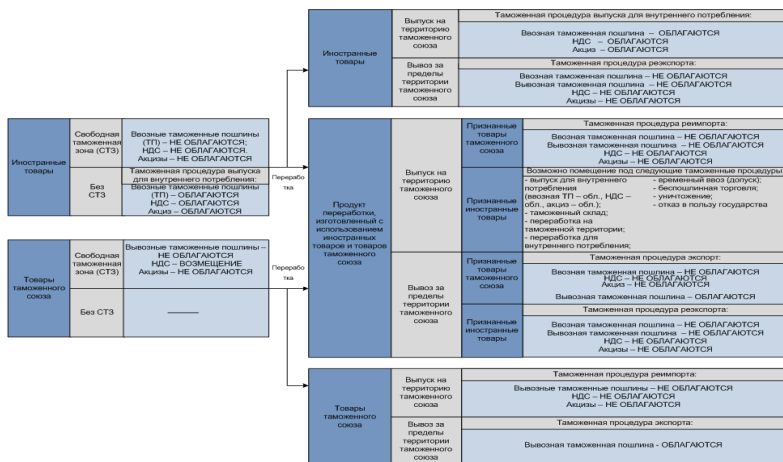 Иностранные
товары
Свободная
таможенная
зона (СТЗ)
Ввозные таможенные пошлины
(ТП) – НЕ ОБЛАГАЮТСЯ;
НДС – НЕ ОБЛАГАЮТСЯ.
Акцизы – НЕ ОБЛАГАЮТСЯ
Без
СТЗ
Таможенная процедура выпуска
для внутреннего потребления:
Ввозные таможенные пошлины
(ТП) – ОБЛАГАЮТСЯ
НДС – ОБЛАГАЮТСЯ
Акциз – ОБЛАГАЮТСЯ
Перерабо
тка
Товары
таможенного
союза
Свободная
таможенная
зона (СТЗ)
Вывозные таможенные пошлины –
НЕ ОБЛАГАЮТСЯ
НДС – ВОЗМЕЩЕНИЕ
Акцизы – НЕ ОБЛАГАЮТСЯ
Без СТЗ
Перерабо
тка
Иностранные
товары
Выпуск на
территорию
таможенного
союза
Таможенная процедура выпуска для внутреннего потребления:
Ввозная таможенная пошлина – ОБЛАГАЮТСЯ
НДС – ОБЛАГАЮТСЯ
Акциз – ОБЛАГАЮТСЯ
Вывоз за
пределы
территории
таможенного
союза
Таможенная процедура реэкспорта:
Ввозная таможенная пошлина – НЕ ОБЛАГАЮТСЯ
Вывозная таможенная пошлина – НЕ ОБЛАГАЮТСЯ
НДС – НЕ ОБЛАГАЮТСЯ
Акцизы – НЕ ОБЛАГАЮТСЯ
Продукт
переработки,
изготовленный с
использованием
иностранных
товаров и товаров
таможенного
союза
Выпуск на
территорию
таможенного
союза
Признанные
товары
таможенного
союза
Таможенная процедура реимпорта:
Ввозная таможенная пошлина – НЕ ОБЛАГАЮТСЯ
Вывозная таможенная пошлина – НЕ ОБЛАГАЮТСЯ
НДС – НЕ ОБЛАГАЮТСЯ
Акцизы – НЕ ОБЛАГАЮТСЯ
Признанные
иностранные
товары
Возможно помещение под следующие таможенные процедуры:
- выпуск для внутреннего
потребления
(ввозная ТП – обл., НДС –
обл., акциз – обл.);
- таможенный склад;
- переработка на
таможенной территории;
- переработка для
внутреннего потребления;
- временный ввоз (допуск);
- беспошлинная торговля;
- уничтожение;
- отказ в пользу государства
Вывоз за
пределы
территории
таможенного
союза
Признанные
товары
таможенного
союза
Таможенная процедура экспорт:
Ввозная таможенная пошлина – НЕ ОБЛАГАЮТСЯ
НДС – НЕ ОБЛАГАЮТСЯ
Акциз – НЕ ОБЛАГАЮТСЯ
Вывозная таможенная пошлина – ОБЛАГАЮТСЯ
Признанные
иностранные
товары
Таможенная процедура реэкспорта:
Ввозная таможенная пошлина – НЕ ОБЛАГАЮТСЯ
Вывозная таможенная пошлина – НЕ ОБЛАГАЮТСЯ
НДС – НЕ ОБЛАГАЮТСЯ
Акцизы – НЕ ОБЛАГАЮТСЯ
Товары
таможенного
союза
Выпуск на
территорию
таможенного
союза
Таможенная процедура реимпорта:
Вывозные таможенные пошлины – НЕ ОБЛАГАЮТСЯ
НДС – НЕ ОБЛАГАЮТСЯ
Акцизы – НЕ ОБЛАГАЮТСЯ
Вывоз за
пределы
территории
таможенного
союза
Таможенная процедура экспорта:
Вывозная таможенная пошлина - ОБЛАГАЮТСЯ